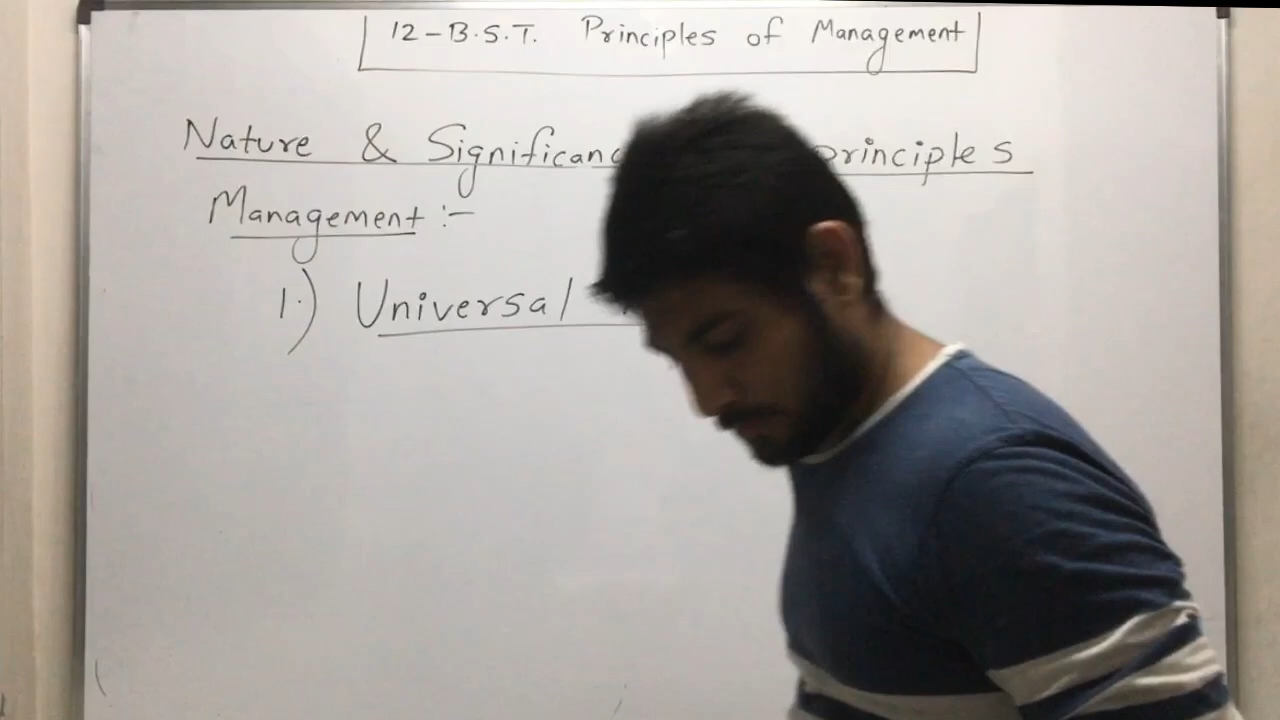 12-B.S.T. Principles of Management
Nature & Significanc principles
Management :-
1.) Universal